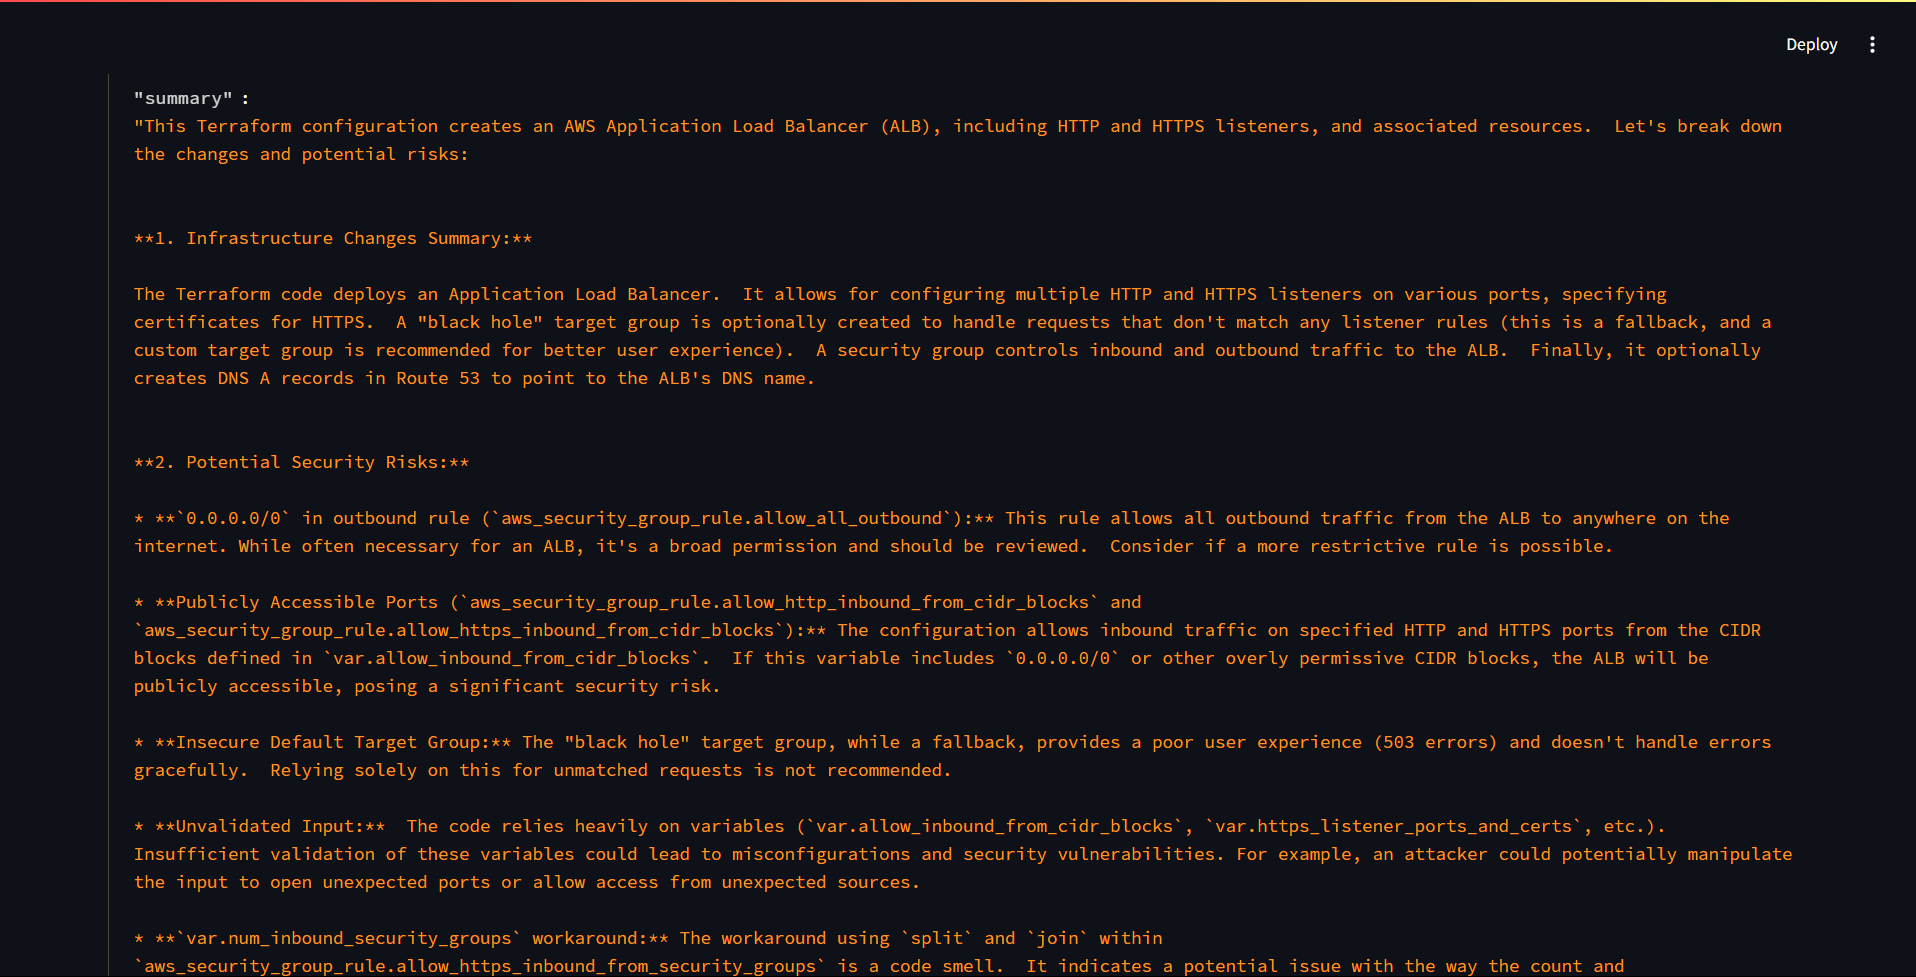 Deploy
"summary" :
"This Terraform configuration creates an AWS Application Load Balancer (ALB), including HTTP and HTTPS listeners, and associated resources.  Let's break down
the changes and potential risks:
**1. Infrastructure Changes Summary:**
The Terraform code deploys an Application Load Balancer.  It allows for configuring multiple HTTP and HTTPS listeners on various ports, specifying
certificates for HTTPS.  A "black hole" target group is optionally created to handle requests that don't match any listener rules (this is a fallback, and a
custom target group is recommended for better user experience).  A security group controls inbound and outbound traffic to the ALB.  Finally, it optionally
creates DNS A records in Route 53 to point to the ALB's DNS name.
**2. Potential Security Risks:**
* **`0.0.0.0/0` in outbound rule (`aws_security_group_rule.allow_all_outbound`):** This rule allows all outbound traffic from the ALB to anywhere on the
internet. While often necessary for an ALB, it's a broad permission and should be reviewed.  Consider if a more restrictive rule is possible.
* **Publicly Accessible Ports (`aws_security_group_rule.allow_http_inbound_from_cidr_blocks` and
`aws_security_group_rule.allow_https_inbound_from_cidr_blocks`):** The configuration allows inbound traffic on specified HTTP and HTTPS ports from the CIDR
blocks defined in `var.allow_inbound_from_cidr_blocks`.  If this variable includes `0.0.0.0/0` or other overly permissive CIDR blocks, the ALB will be
publicly accessible, posing a significant security risk.
* **Insecure Default Target Group:** The "black hole" target group, while a fallback, provides a poor user experience (503 errors) and doesn't handle errors
gracefully.  Relying solely on this for unmatched requests is not recommended.
* **Unvalidated Input:**  The code relies heavily on variables (`var.allow_inbound_from_cidr_blocks`, `var.https_listener_ports_and_certs`, etc.).
Insufficient validation of these variables could lead to misconfigurations and security vulnerabilities. For example, an attacker could potentially manipulate
the input to open unexpected ports or allow access from unexpected sources.
* **`var.num_inbound_security_groups` workaround:** The workaround using `split` and `join` within
`aws_security_group_rule.allow_https_inbound_from_security_groups` is a code smell.  It indicates a potential issue with the way the count and